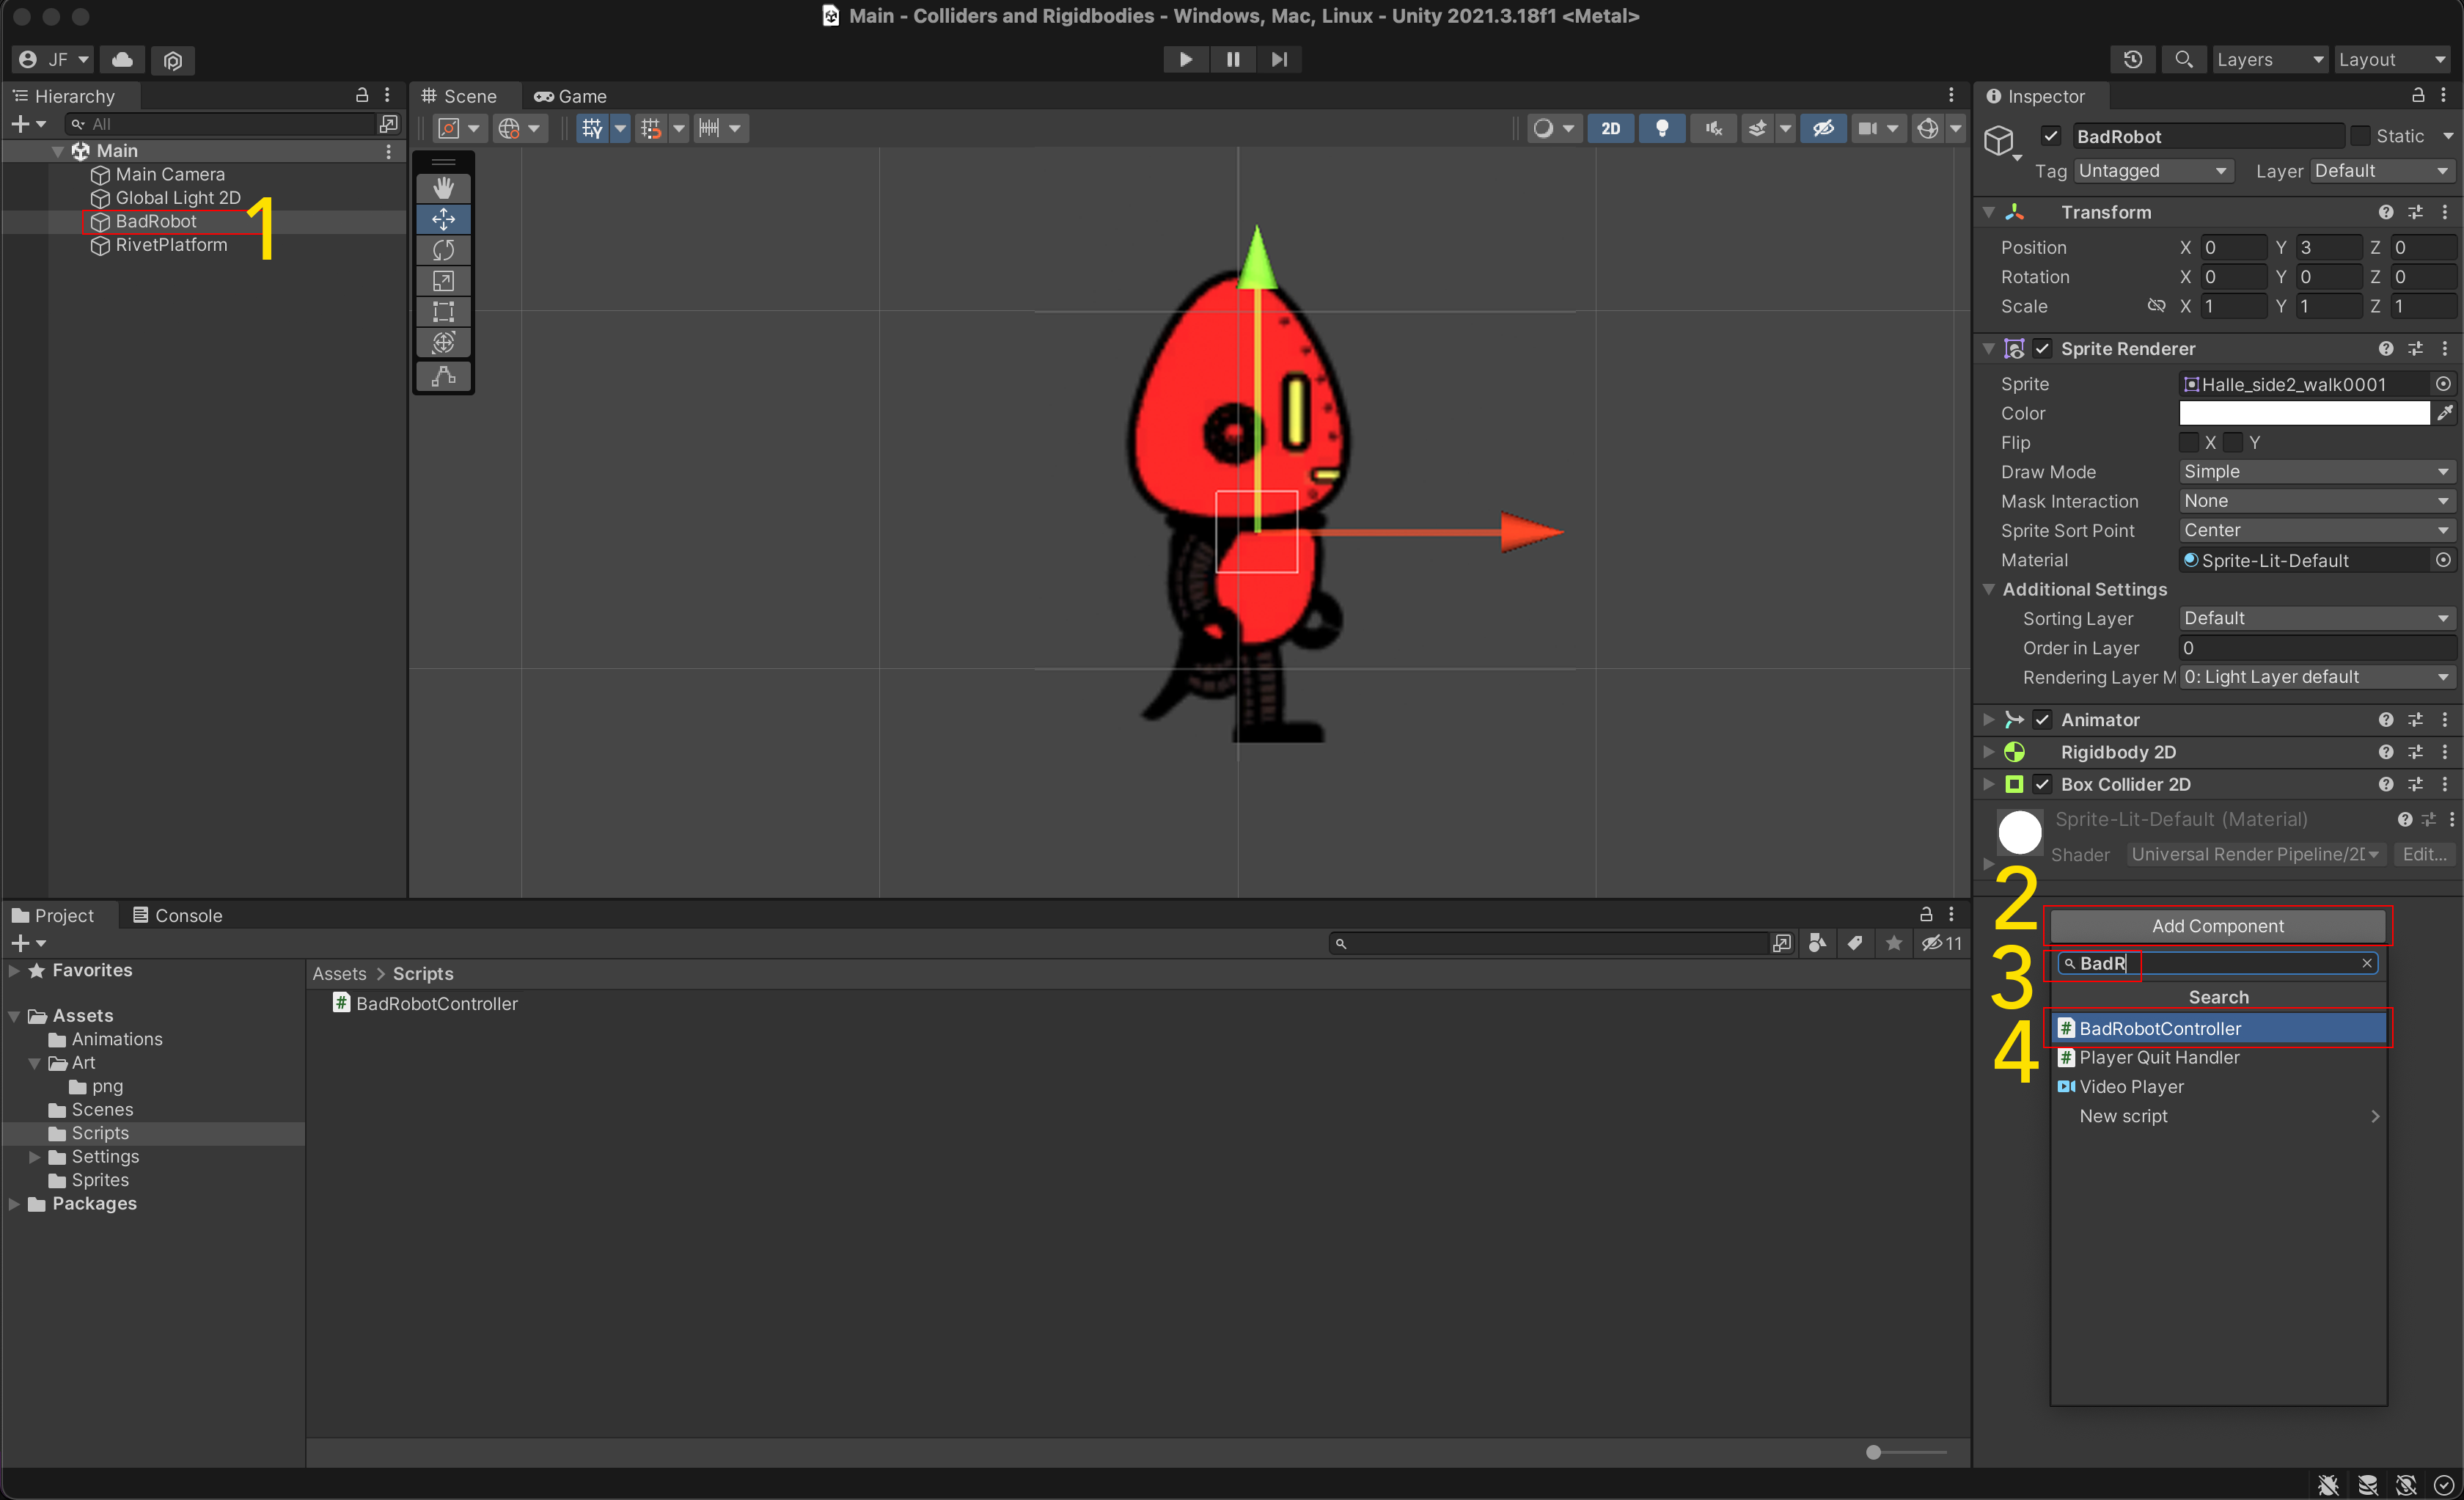 Main - Colliders and Rigidbodies - Windows, Mac, Linux - Unity 2021.3.18f1 <Metal>
JF
Layers
Layout
Hierarchy
All
Main
Main Camera
Global Light 2D
BadRobot
RivetPlatform
1
Scene
Game
2D
Inspector
BadRobot
Static
Tag
Untagged
Layer
Default
Transform
Position X 0 Y 3 Z 0
Rotation X 0 Y 0 Z 0
Scale X 1 Y 1 Z 1
Sprite Renderer
Sprite Halle_side2_walk0001
Color
Flip X Y
Draw Mode Simple
Mask Interaction None
Sprite Sort Point Center
Material Sprite-Lit-Default
Additional Settings
Sorting Layer Default
Order in Layer 0
Rendering Layer M 0: Light Layer default
Animator
Rigidbody 2D
Box Collider 2D
Sprite-Lit-Default (Material)
Shader Universal Render Pipeline/2D Edit...
2
Add Component
3
BadR
Search
4
BadRobotController
Player Quit Handler
Video Player
New script
Project
Console
11
Favorites
Assets
Animations
Art
png
Scenes
Scripts
Settings
Sprites
Packages
Assets > Scripts
BadRobotController